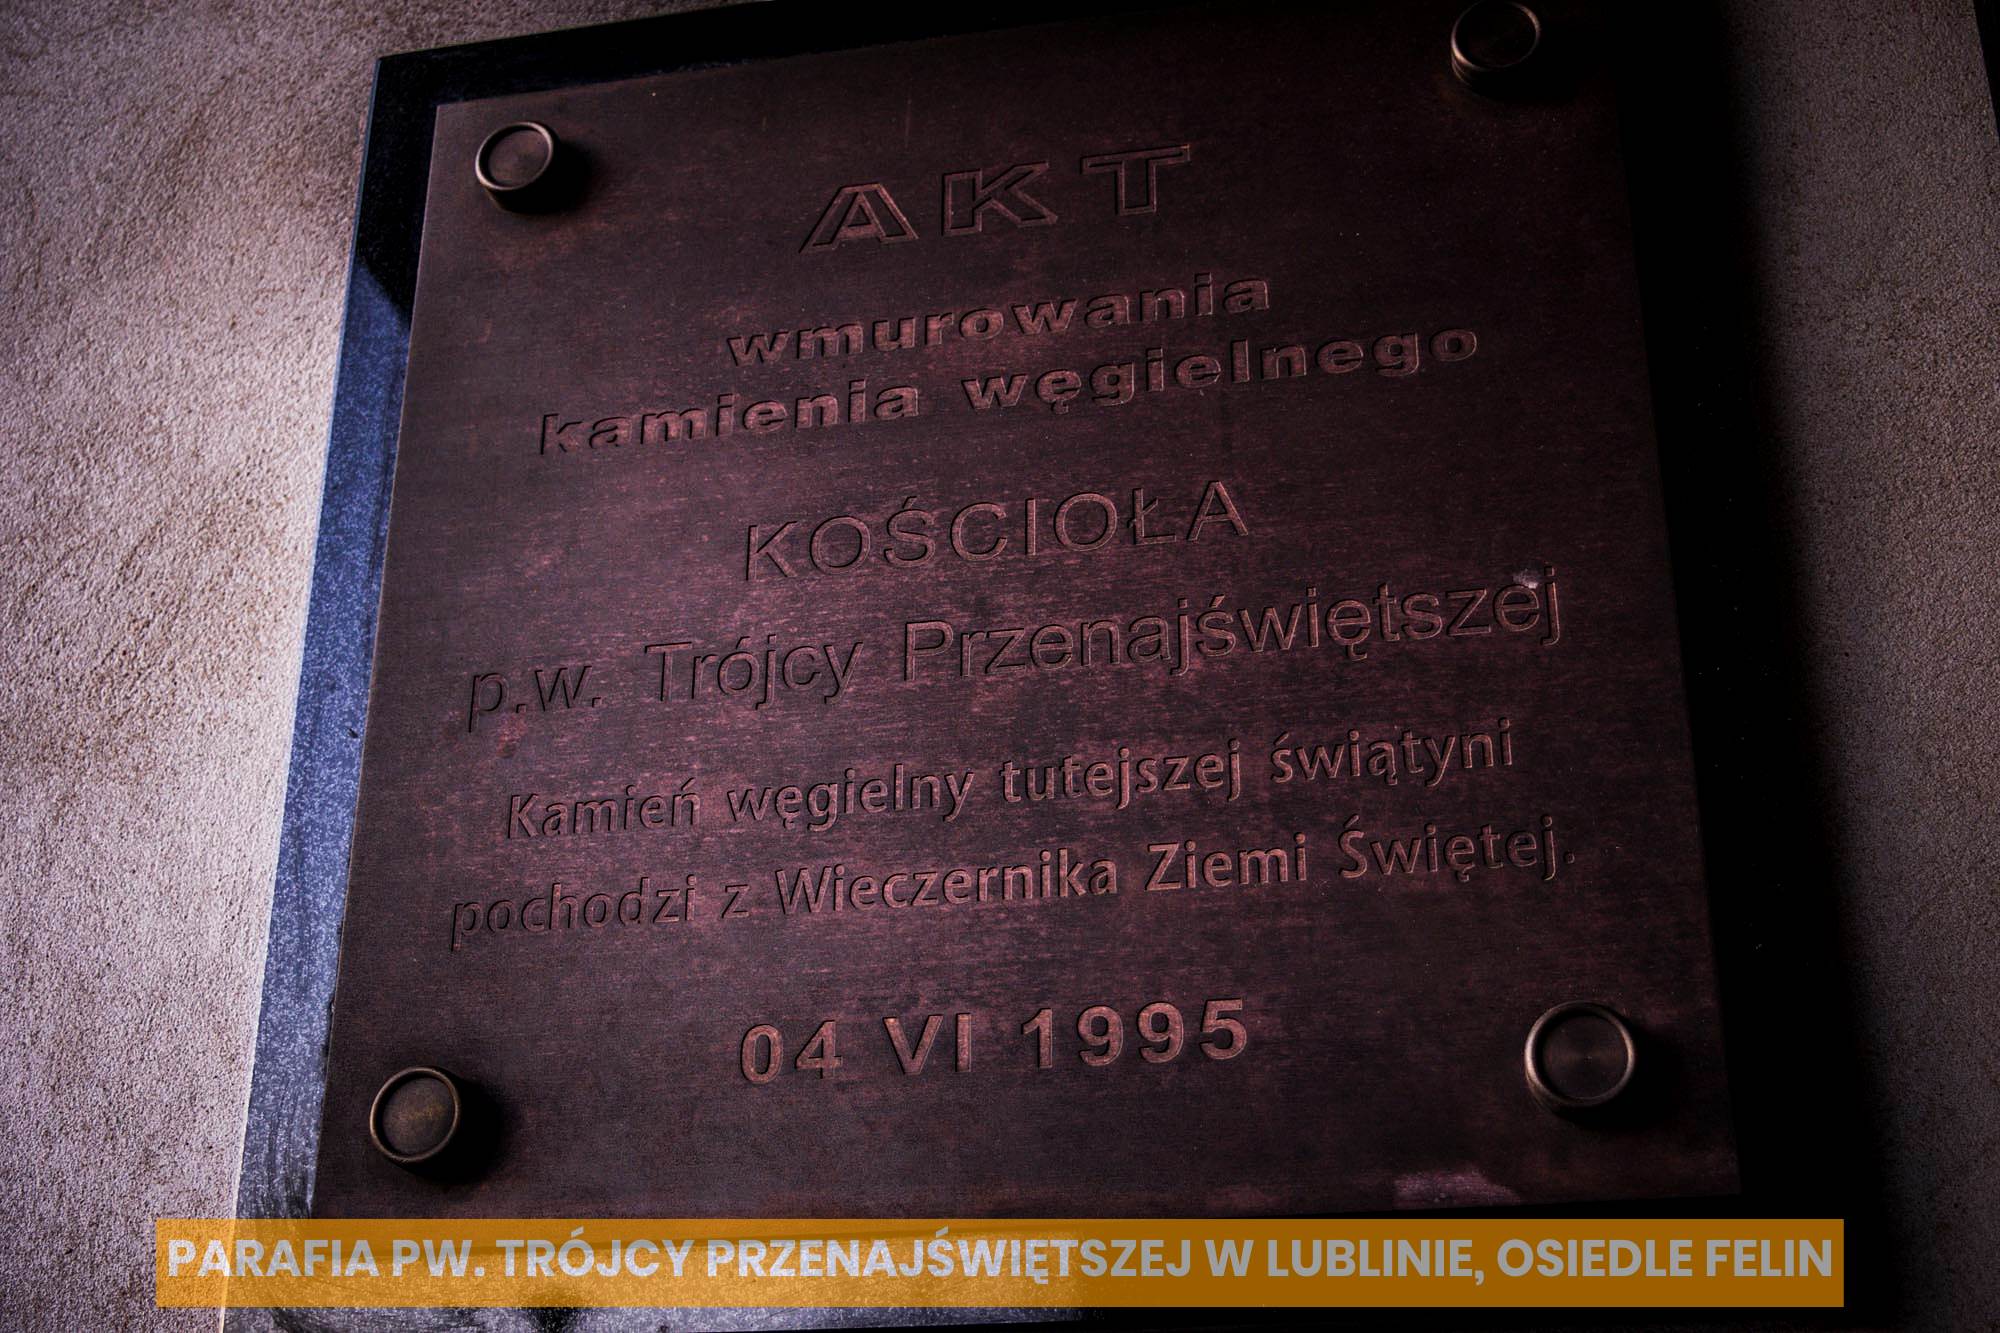 AKT
wmurowania
kamienia węgielnego
KOŚCIOŁA
p.w. Trójcy Przenajświętszej
Kamień węgielny tutejszej świątyni
pochodzi z Wieczernika Ziemi Świętej.
04 VI 1995
PARAFIA PW. TRÓJCY PRZENAJŚWIĘTSZEJ W LUBLINIE, OSIEDLE FELIN